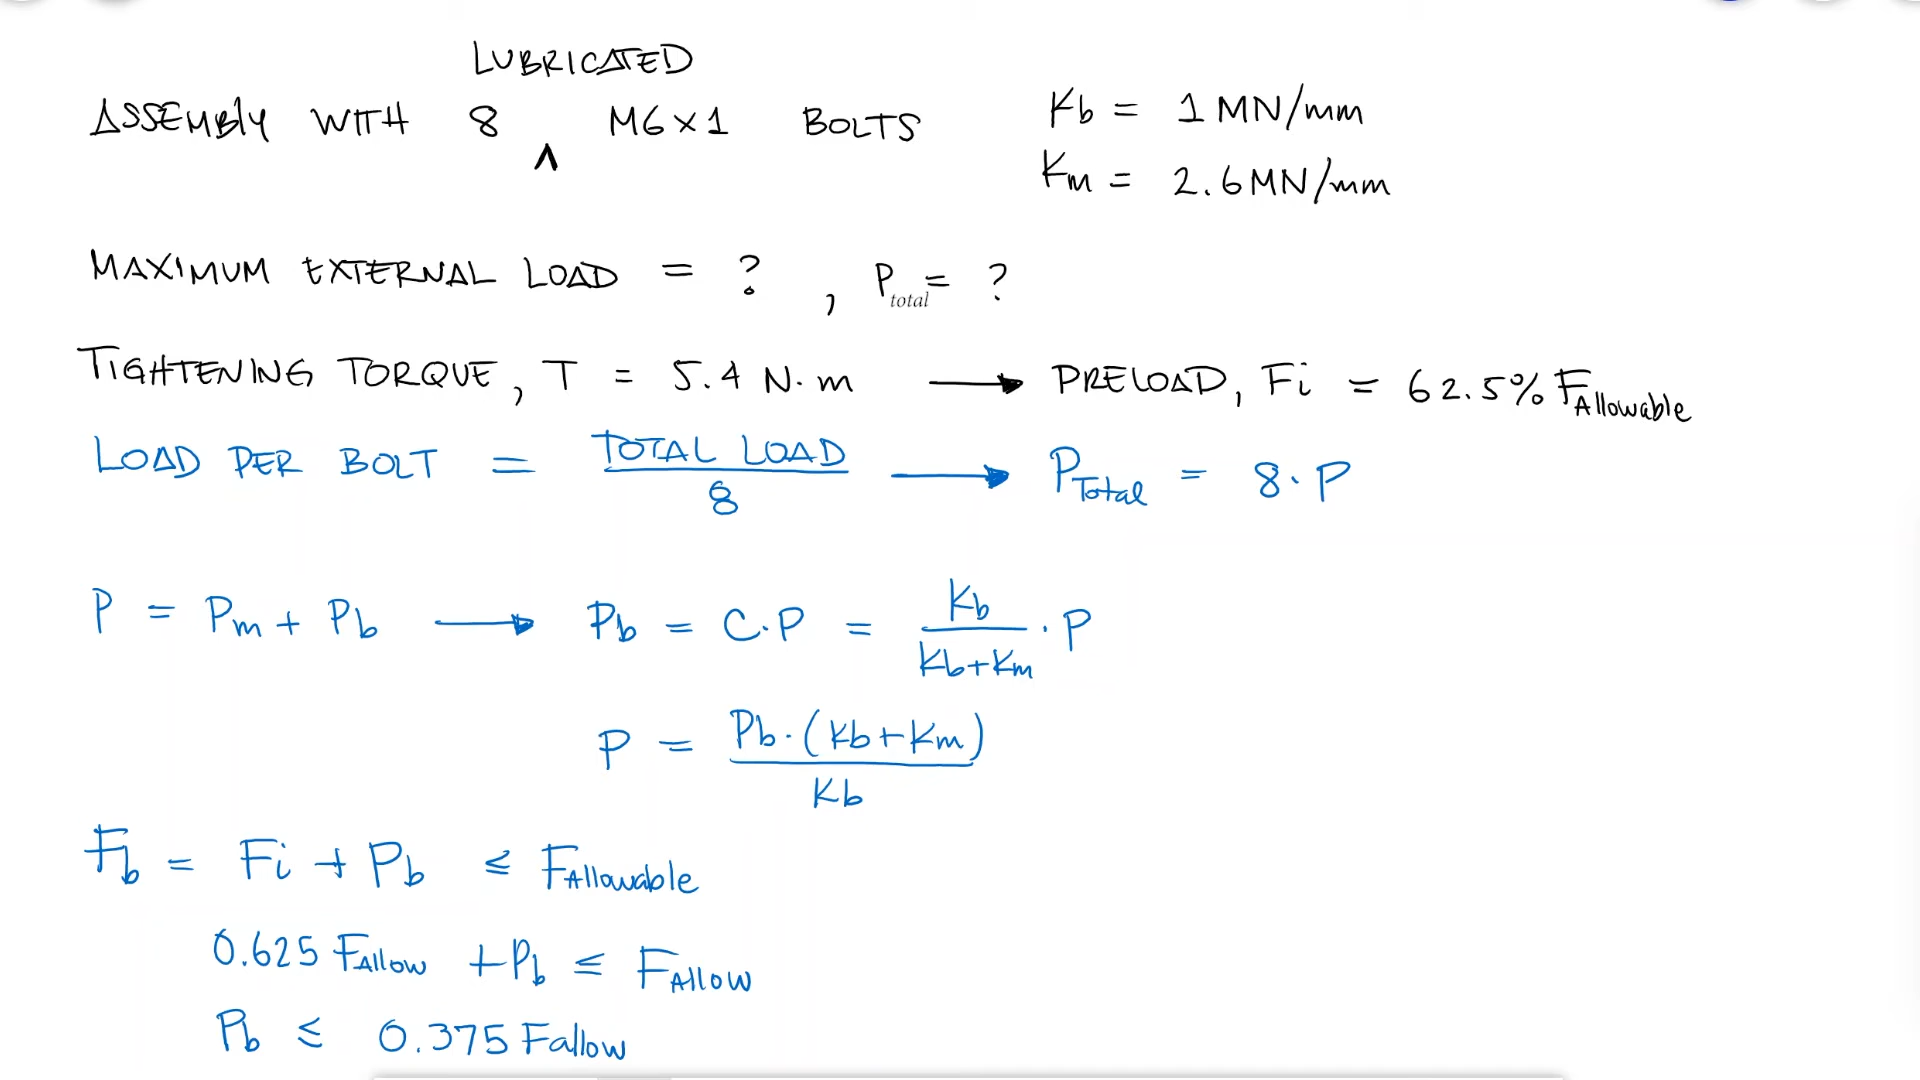 LUBRICATED
ASSEMBLY WITH 8 ∧ M6×1 BOLTS
Kb = 1 MN/mm
Km = 2.6 MN/mm
MAXIMUM EXTERNAL LOAD = ? , Ptotal = ?
TIGHTENING TORQUE, T = 5.4 N·m → PRELOAD, Fi = 62.5% FAllowable
LOAD PER BOLT = TOTAL LOAD / 8 → PTotal = 8·P
P = Pm + Pb → Pb = C·P = Kb / Kb+Km · P
P = Pb·(Kb+Km) / Kb
Fb = Fi + Pb ≤ FAllowable
0.625 FAllow + Pb ≤ FAllow
Pb ≤ 0.375 Fallow